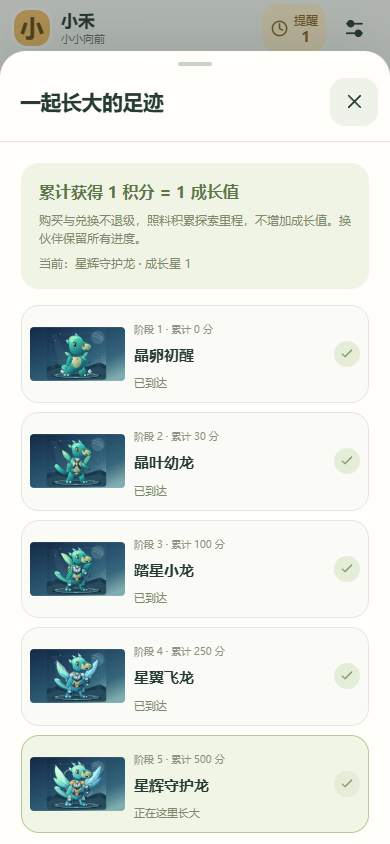 小
小禾
小小向前
提醒
1
一起长大的足迹
累计获得 1 积分 = 1 成长值
购买与兑换不退级，照料积累探索里程，不增加成长值。换
伙伴保留所有进度。
当前：星辉守护龙 · 成长星 1
阶段 1 · 累计 0 分
晶卵初醒
已到达
阶段 2 · 累计 30 分
晶叶幼龙
已到达
阶段 3 · 累计 100 分
踏星小龙
已到达
阶段 4 · 累计 250 分
星翼飞龙
已到达
阶段 5 · 累计 500 分
星辉守护龙
正在这里长大